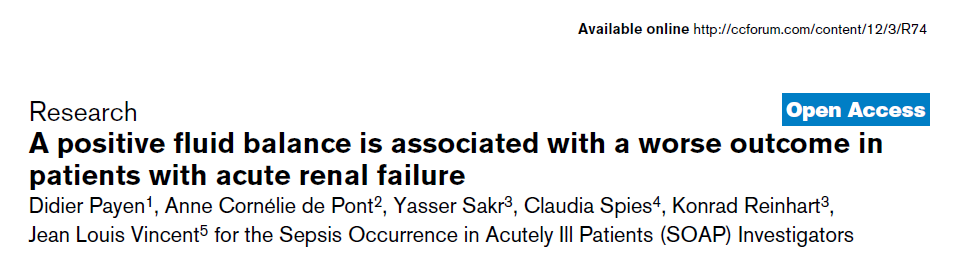 Available online http://ccforum.com/content/12/3/R74
Research
Open Access
A positive fluid balance is associated with a worse outcome in
patients with acute renal failure
Didier Payen1, Anne Cornélie de Pont2, Yasser Sakr3, Claudia Spies4, Konrad Reinhart3,
Jean Louis Vincent5 for the Sepsis Occurrence in Acutely Ill Patients (SOAP) Investigators